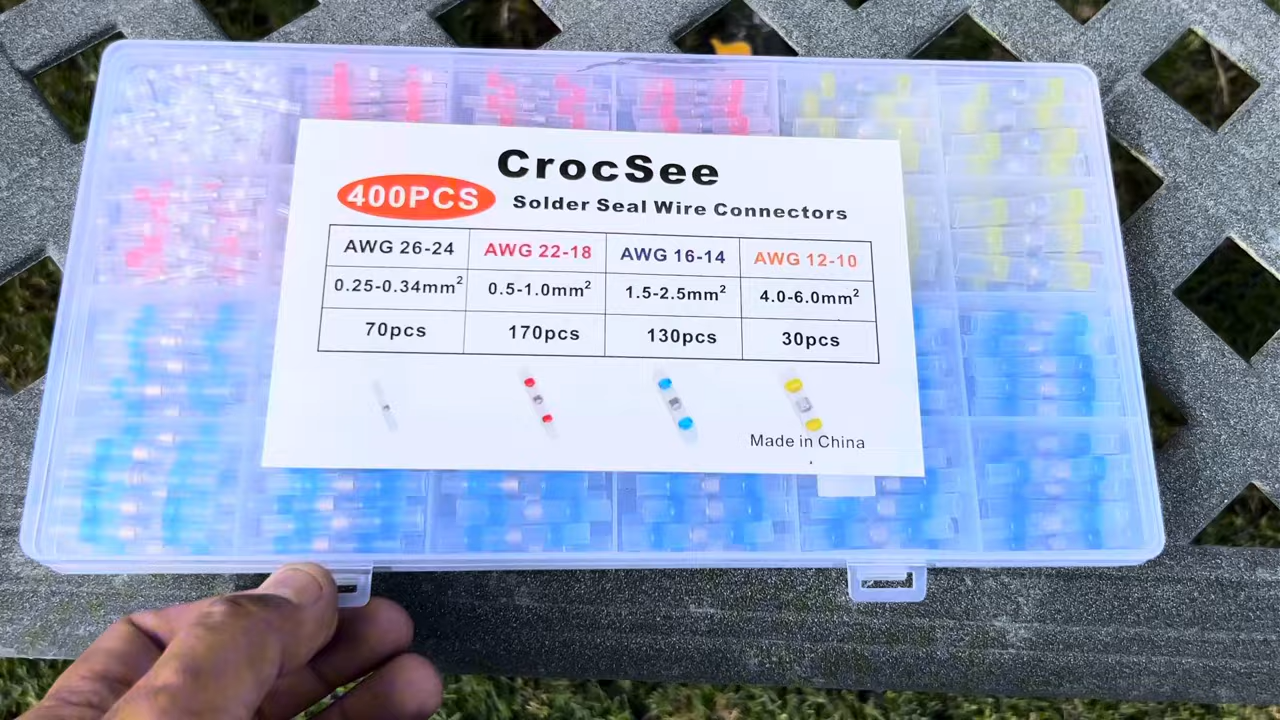 CrocSee
400PCS
Solder Seal Wire Connectors
AWG 26-24 AWG 22-18 AWG 16-14 AWG 12-10
0.25-0.34mm² 0.5-1.0mm² 1.5-2.5mm² 4.0-6.0mm²
70pcs 170pcs 130pcs 30pcs
Made in China